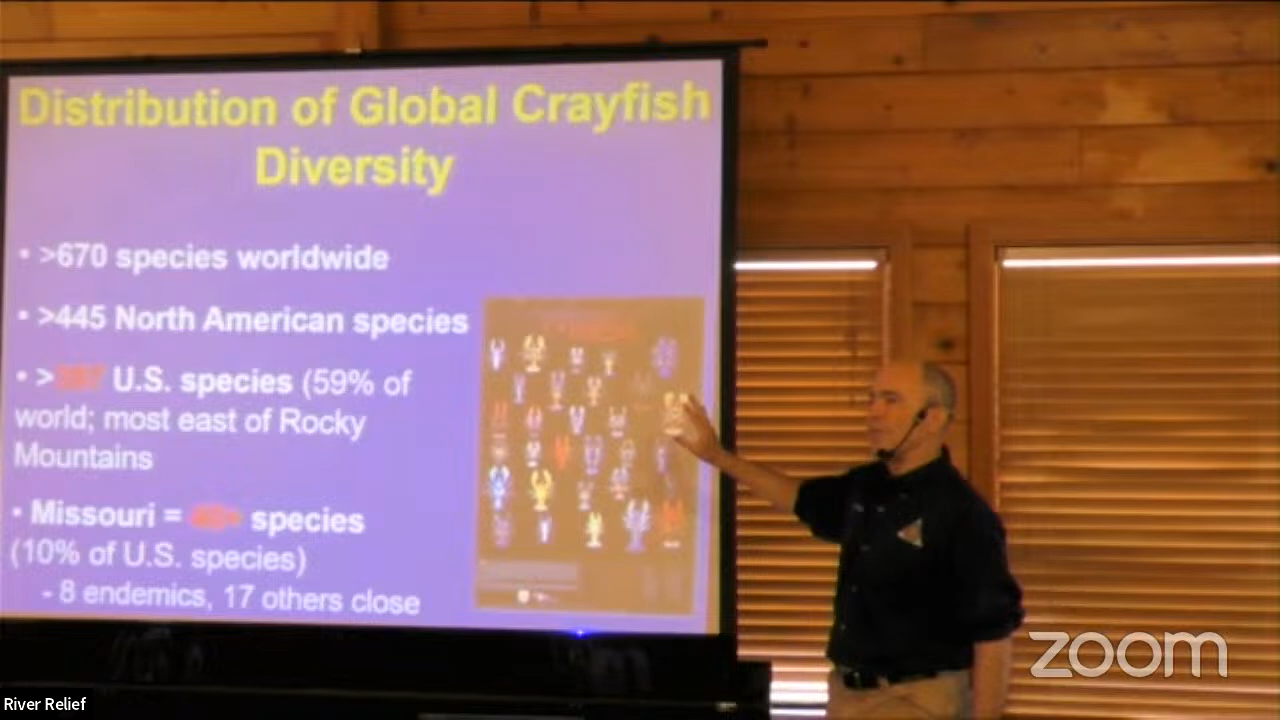 Distribution of Global Crayfish
Diversity
• >670 species worldwide
• >445 North American species
• > U.S. species (59% of
world; most east of Rocky
Mountains
• Missouri = species
(10% of U.S. species)
- 8 endemics, 17 others close
zoom
River Relief